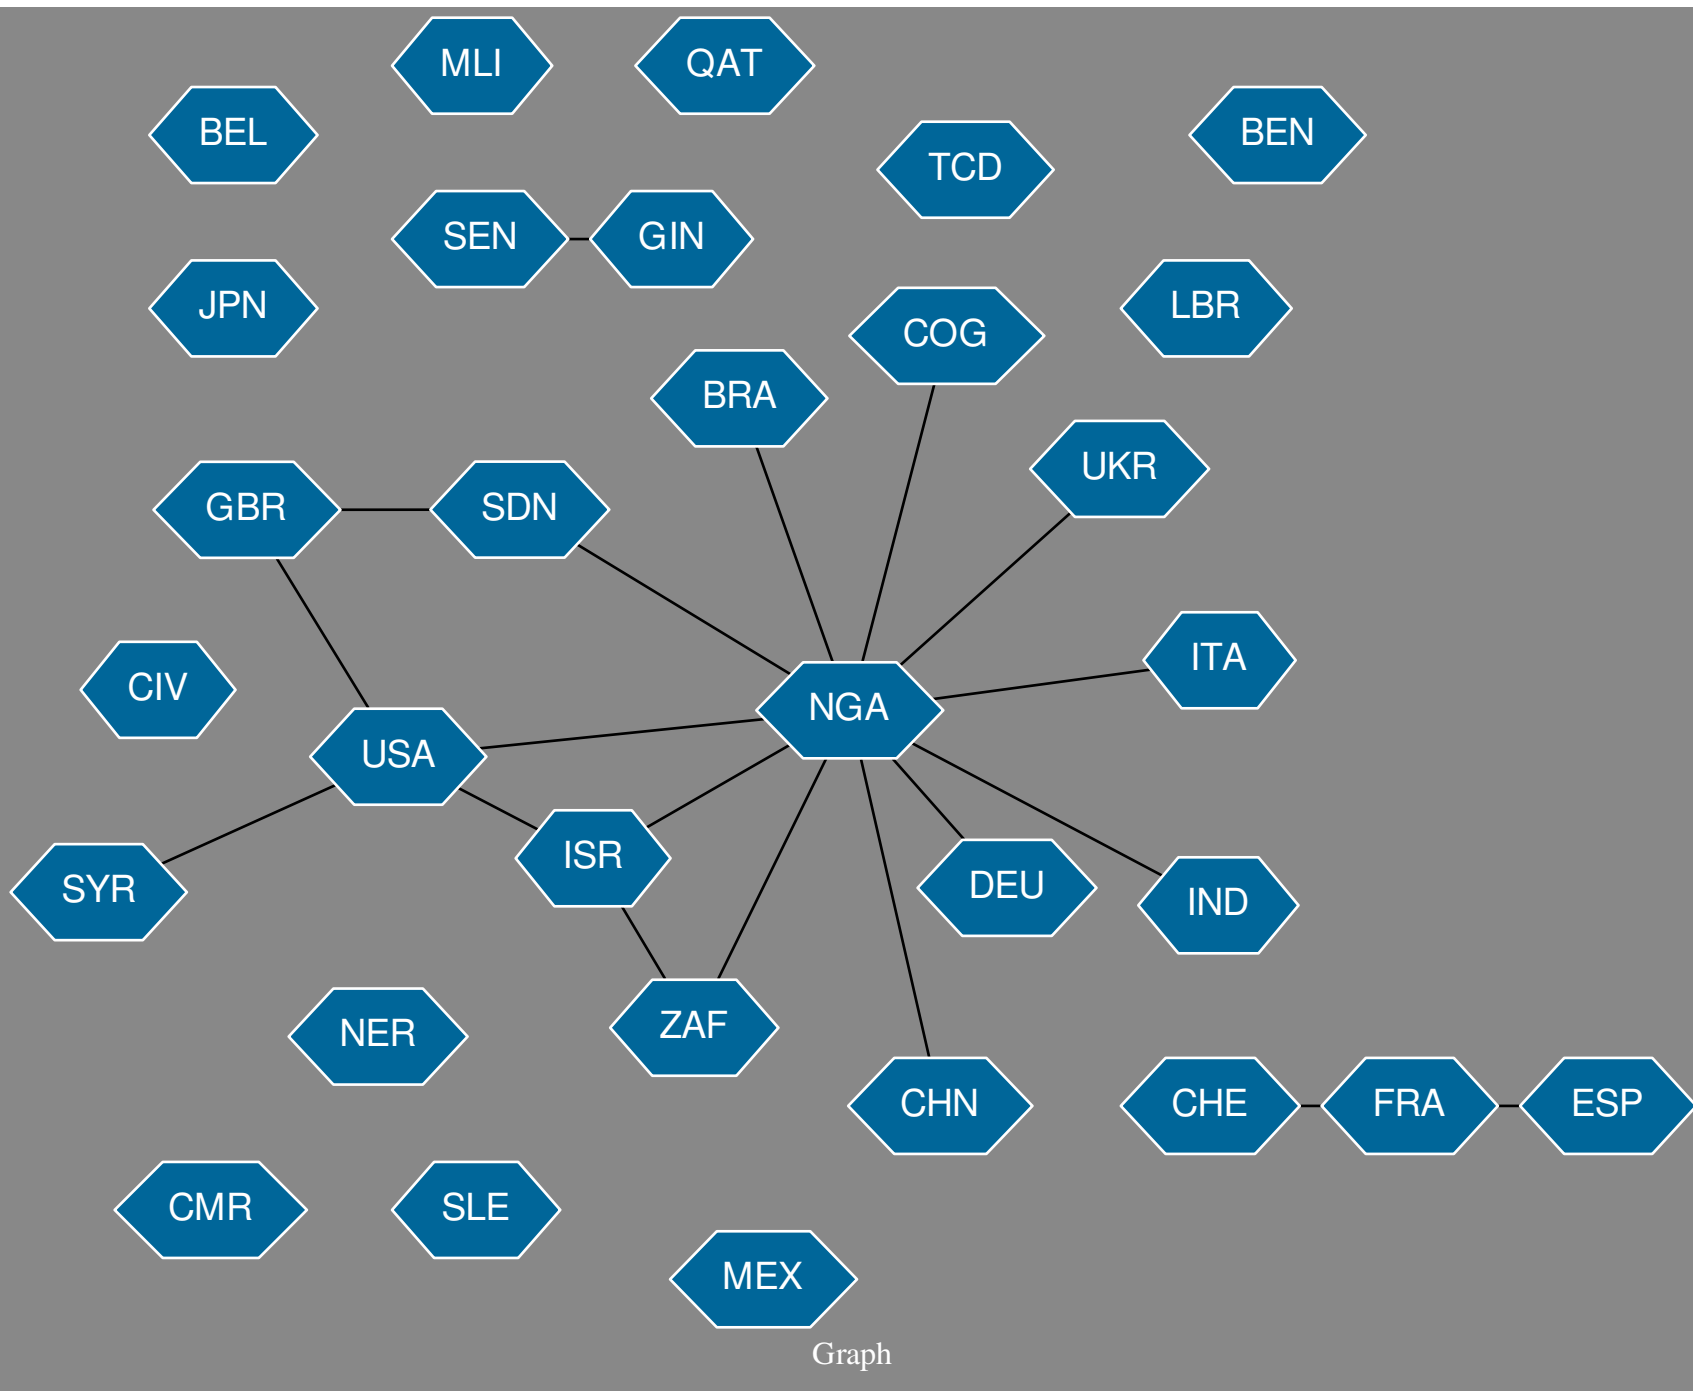 MLI
QAT
BEL
BEN
TCD
SEN
GIN
JPN
LBR
COG
BRA
UKR
GBR
SDN
ITA
CIV
NGA
USA
ISR
SYR
DEU
IND
NER
ZAF
CHN
CHE
FRA
ESP
CMR
SLE
MEX
Graph